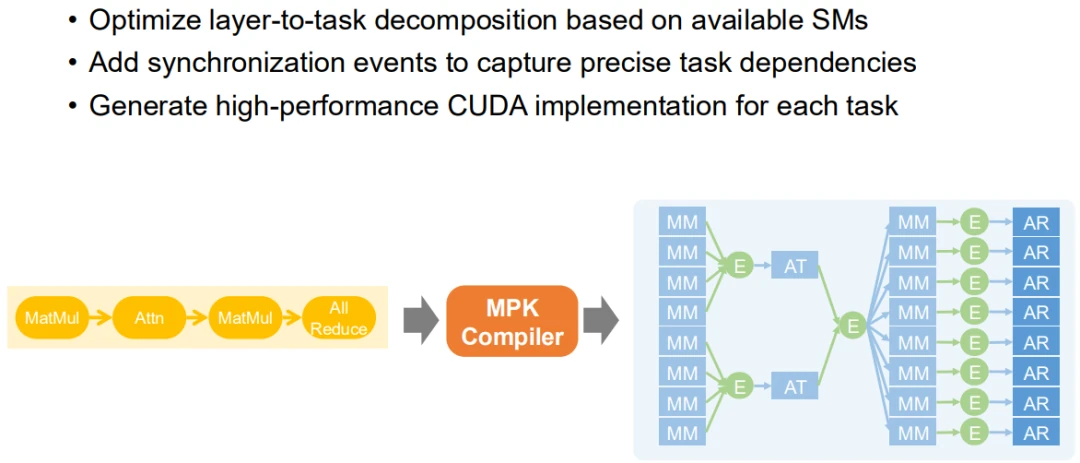 • Optimize layer-to-task decomposition based on available SMs
• Add synchronization events to capture precise task dependencies
• Generate high-performance CUDA implementation for each task
MatMul
Attn
MatMul
All
Reduce
MPK
Compiler
MM
MM
MM
MM
MM
MM
MM
MM
E
E
AT
AT
E
MM
MM
MM
MM
MM
MM
MM
MM
E
E
E
E
E
E
E
E
AR
AR
AR
AR
AR
AR
AR
AR